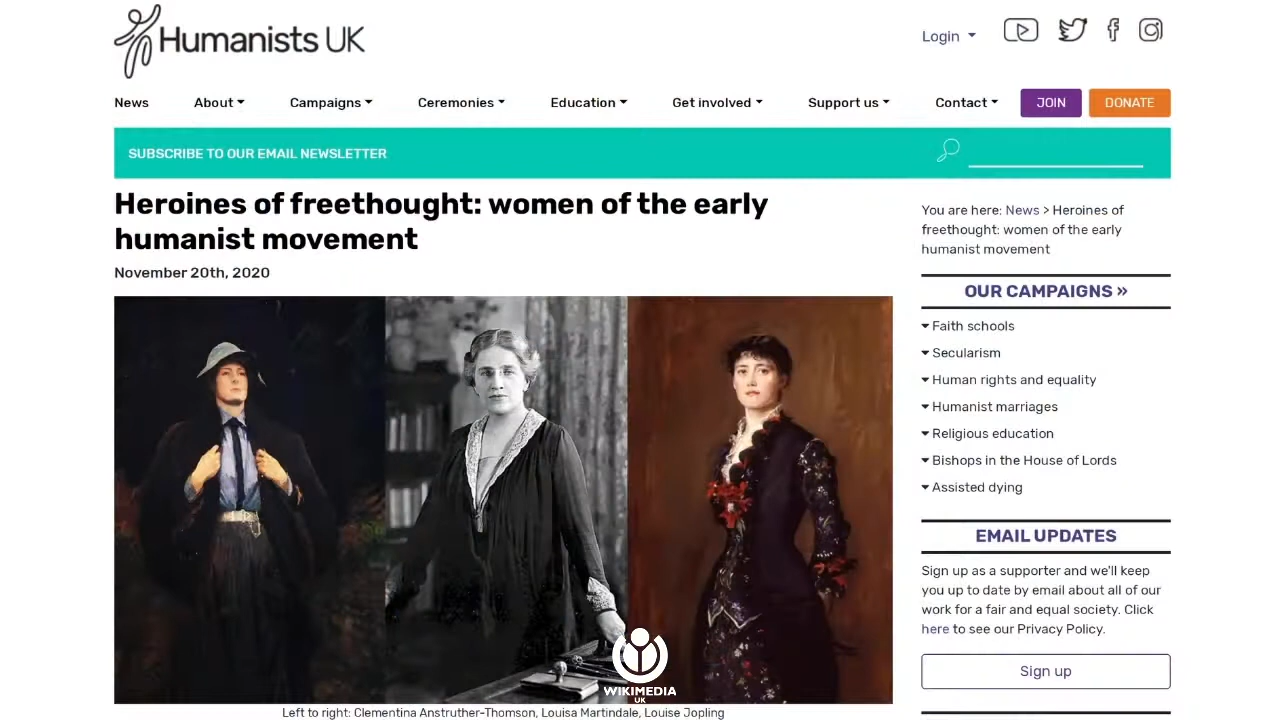 Humanists UK
Login
News
About
Campaigns
Ceremonies
Education
Get involved
Support us
Contact
JOIN
DONATE
SUBSCRIBE TO OUR EMAIL NEWSLETTER
Heroines of freethought: women of the early
humanist movement
November 20th, 2020
WIKIMEDIA
UK
Left to right: Clementina Anstruther-Thomson, Louisa Martindale, Louise Jopling
You are here: News > Heroines of
freethought: women of the early
humanist movement
OUR CAMPAIGNS »
Faith schools
Secularism
Human rights and equality
Humanist marriages
Religious education
Bishops in the House of Lords
Assisted dying
EMAIL UPDATES
Sign up as a supporter and we'll keep
you up to date by email about all of our
work for a fair and equal society. Click
here to see our Privacy Policy.
Sign up